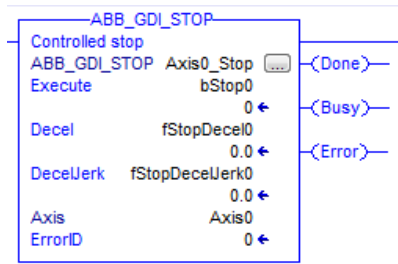 ABB_GDI_STOP
Controlled stop
ABB_GDI_STOP Axis0_Stop ... (Done)
Execute bStop0
0 (Busy)
Decel fStopDecel0
0.0 (Error)
DecelJerk fStopDecelJerk0
0.0
Axis Axis0
ErrorID 0